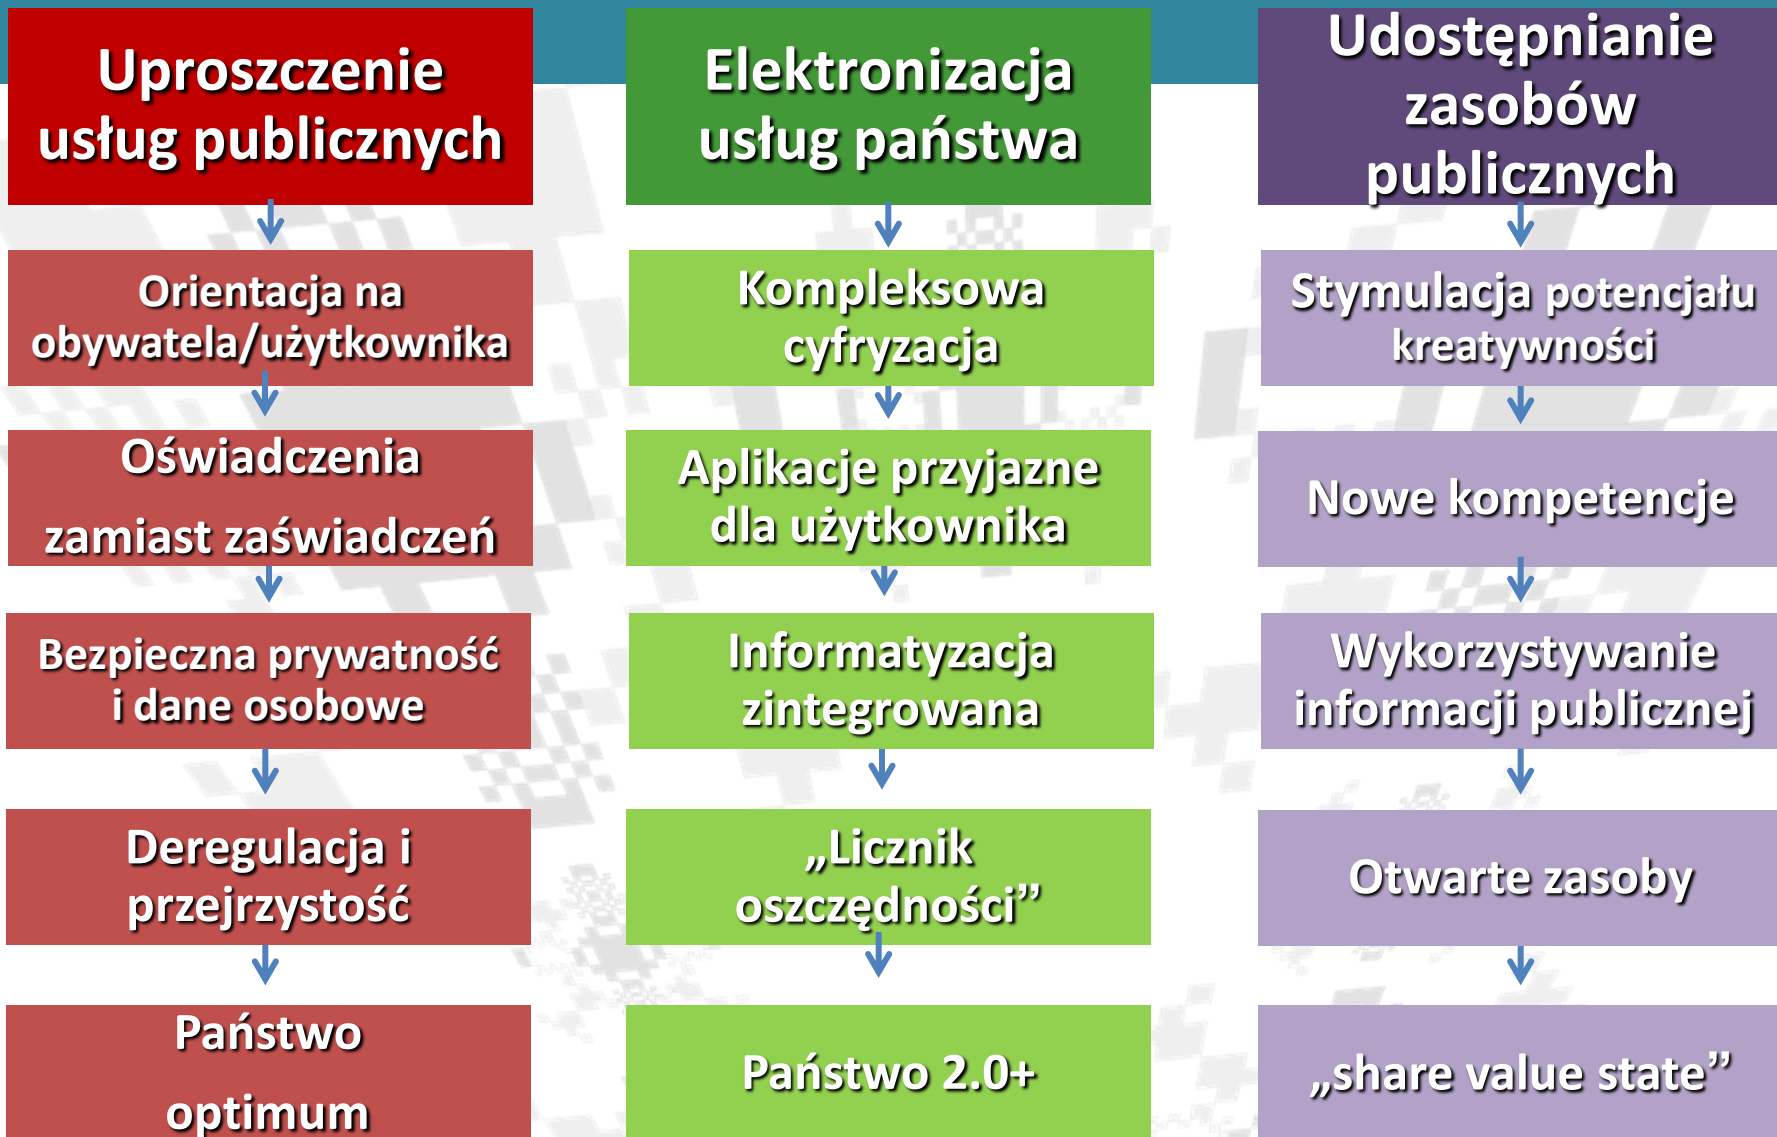 Uproszczenie
usług publicznych
Orientacja na
obywatela/użytkownika
Oświadczenia
zamiast zaświadczeń
Bezpieczna prywatność
i dane osobowe
Deregulacja i
przejrzystość
Państwo
optimum
Elektronizacja
usług państwa
Kompleksowa
cyfryzacja
Aplikacje przyjazne
dla użytkownika
Informatyzacja
zintegrowana
„Licznik
oszczędności”
Państwo 2.0+
Udostępnianie
zasobów
publicznych
Stymulacja potencjału
kreatywności
Nowe kompetencje
Wykorzystywanie
informacji publicznej
Otwarte zasoby
„share value state”